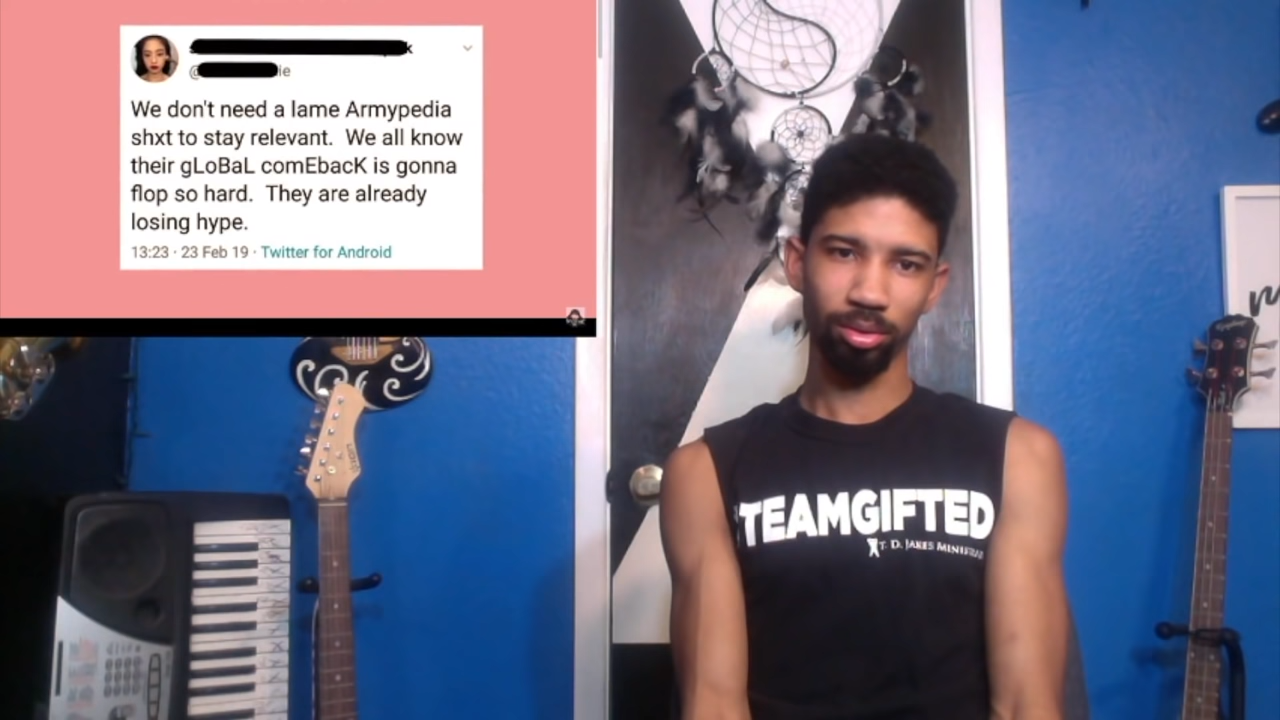 We don't need a lame Armypedia
shxt to stay relevant. We all know
their gLoBaL comEbacK is gonna
flop so hard. They are already
losing hype.
13:23 · 23 Feb 19 · Twitter for Android
TEAMGIFTED
T. D. JAKES MINISTRIES